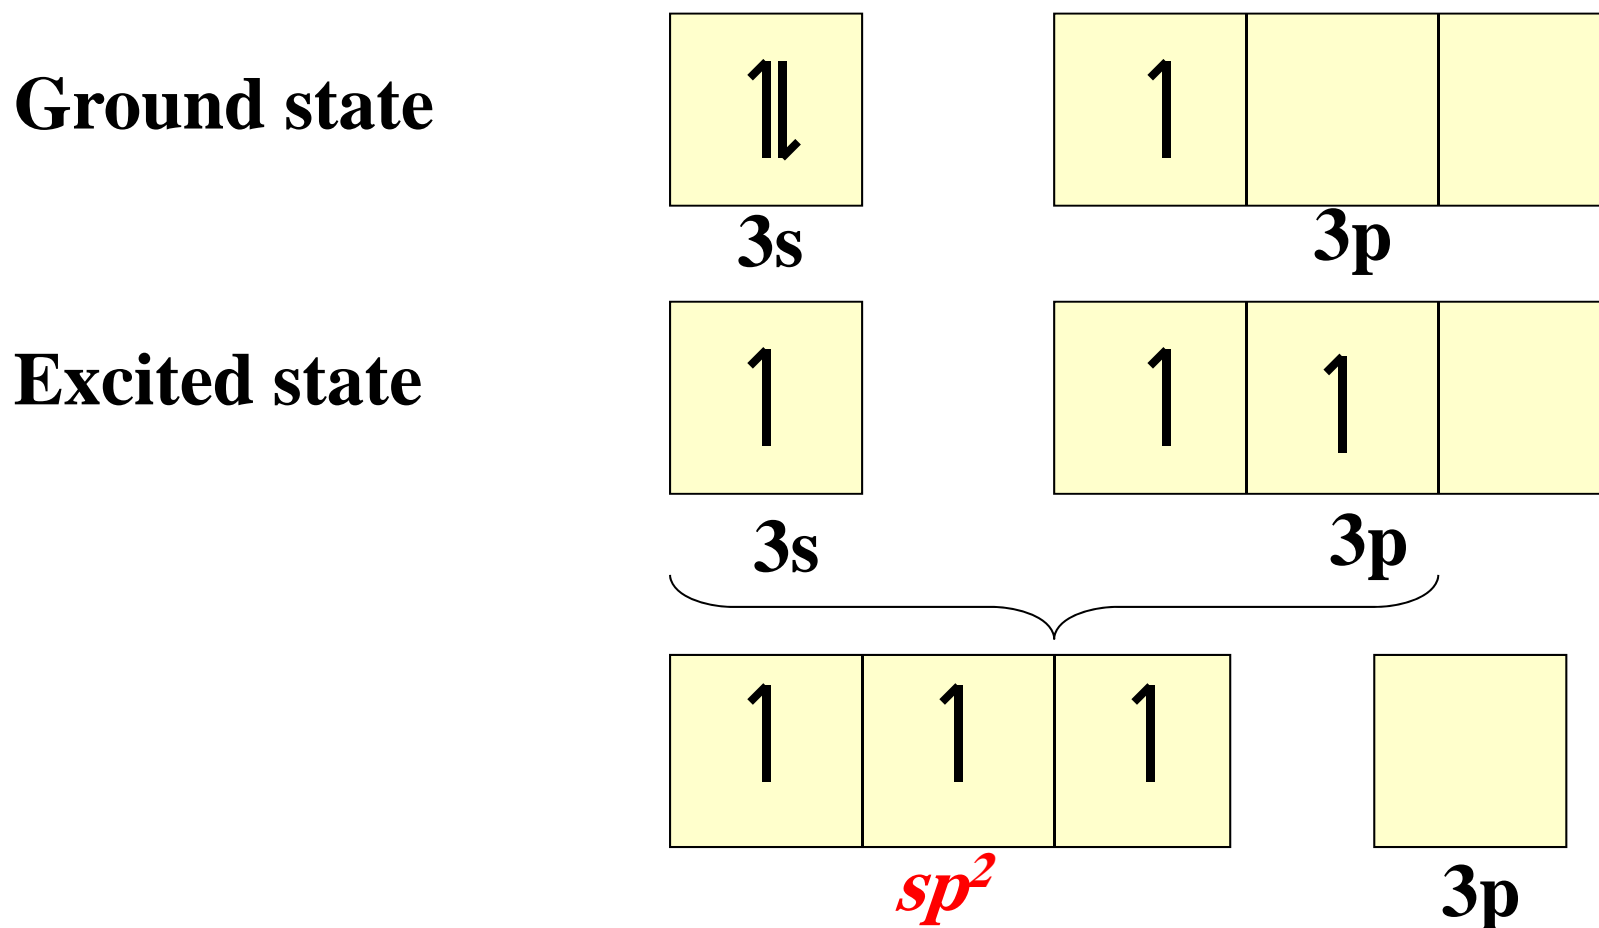 Ground state
3s 3p
Excited state
3s 3p
sp²
3p